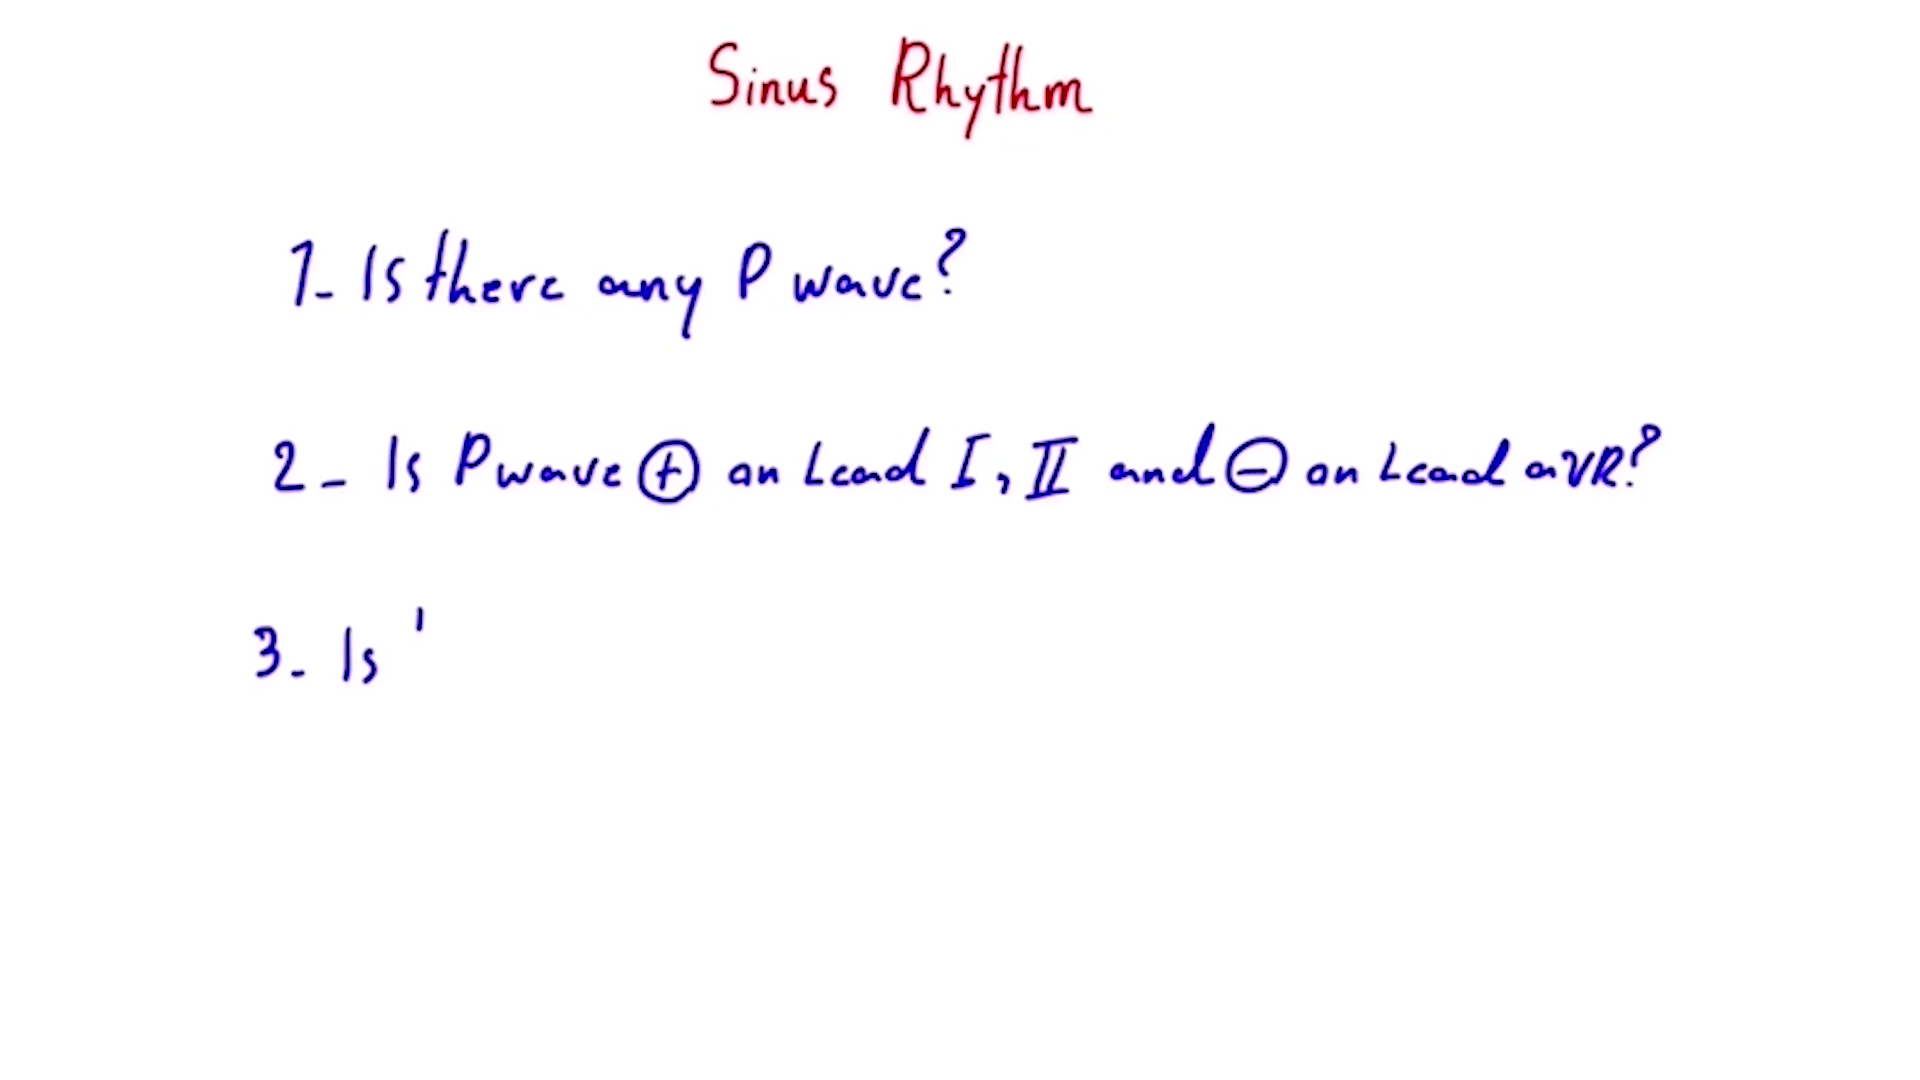 Sinus Rhythm
1- Is there any P wave?
2- Is P wave ⊕ on Lead I, II and ⊖ on Lead aVR?
3- Is